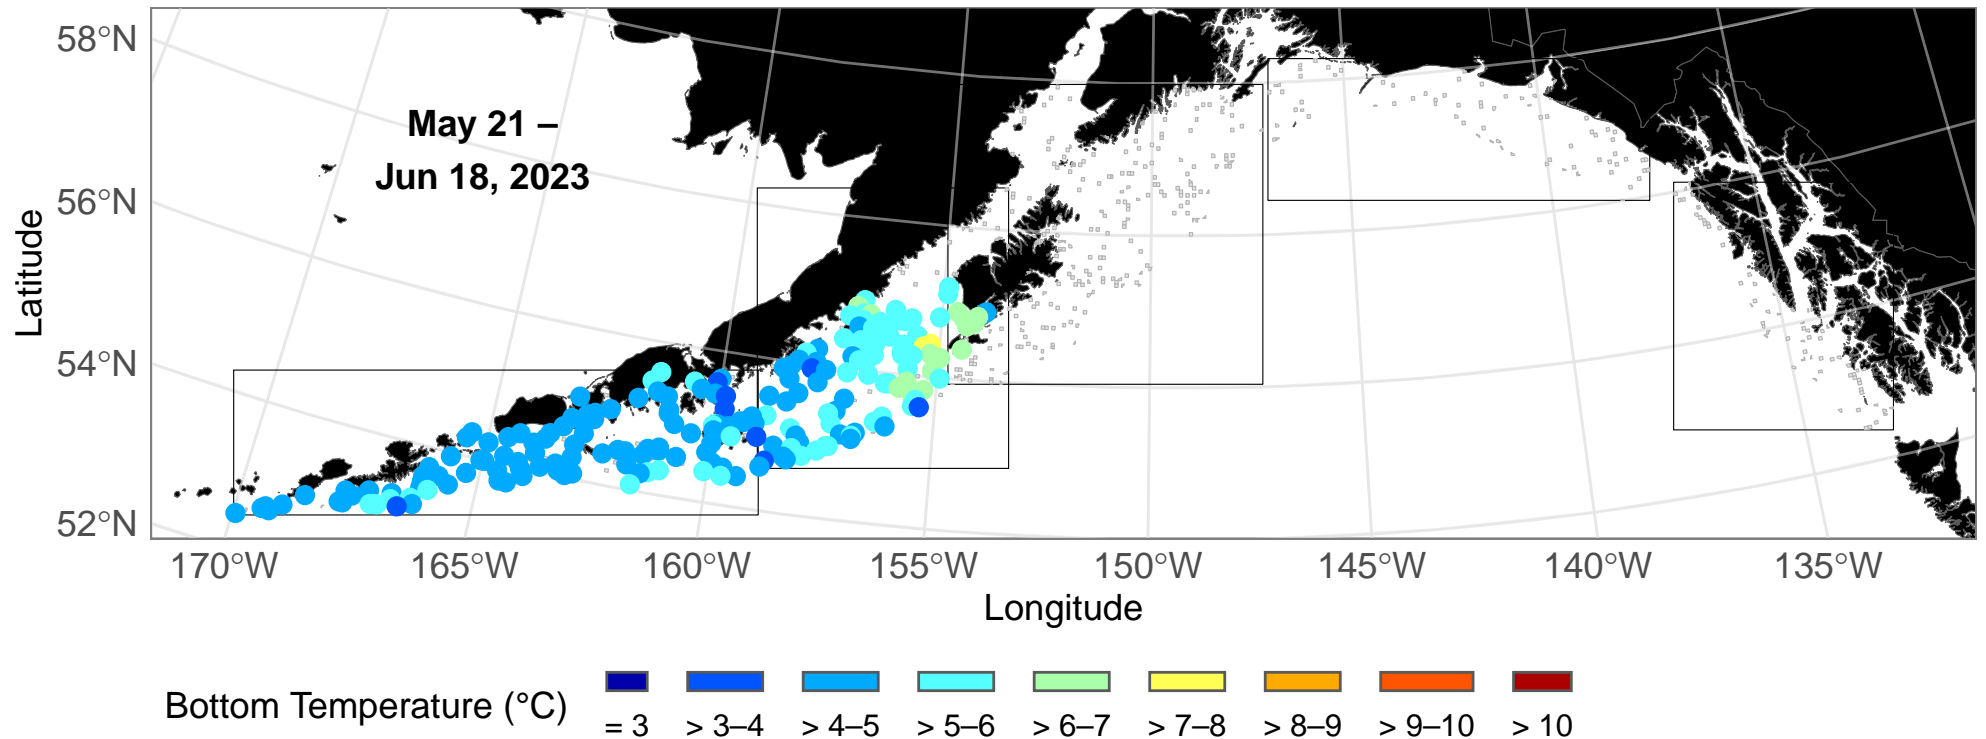 58°N
56°N
54°N
52°N
Latitude
May 21 –
Jun 18, 2023
170°W 165°W 160°W 155°W 150°W 145°W 140°W 135°W
Longitude
Bottom Temperature (°C)
= 3 > 3–4 > 4–5 > 5–6 > 6–7 > 7–8 > 8–9 > 9–10 > 10